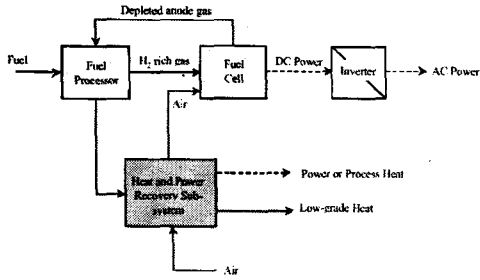 Depleted anode gas
Fuel
Fuel
Processor
H₂ rich gas
Fuel
Cell
DC Power
Inverter
AC Power
Air
Heat and Power
Recovery Sub-
system
Power or Process Heat
Low-grade Heat
Air